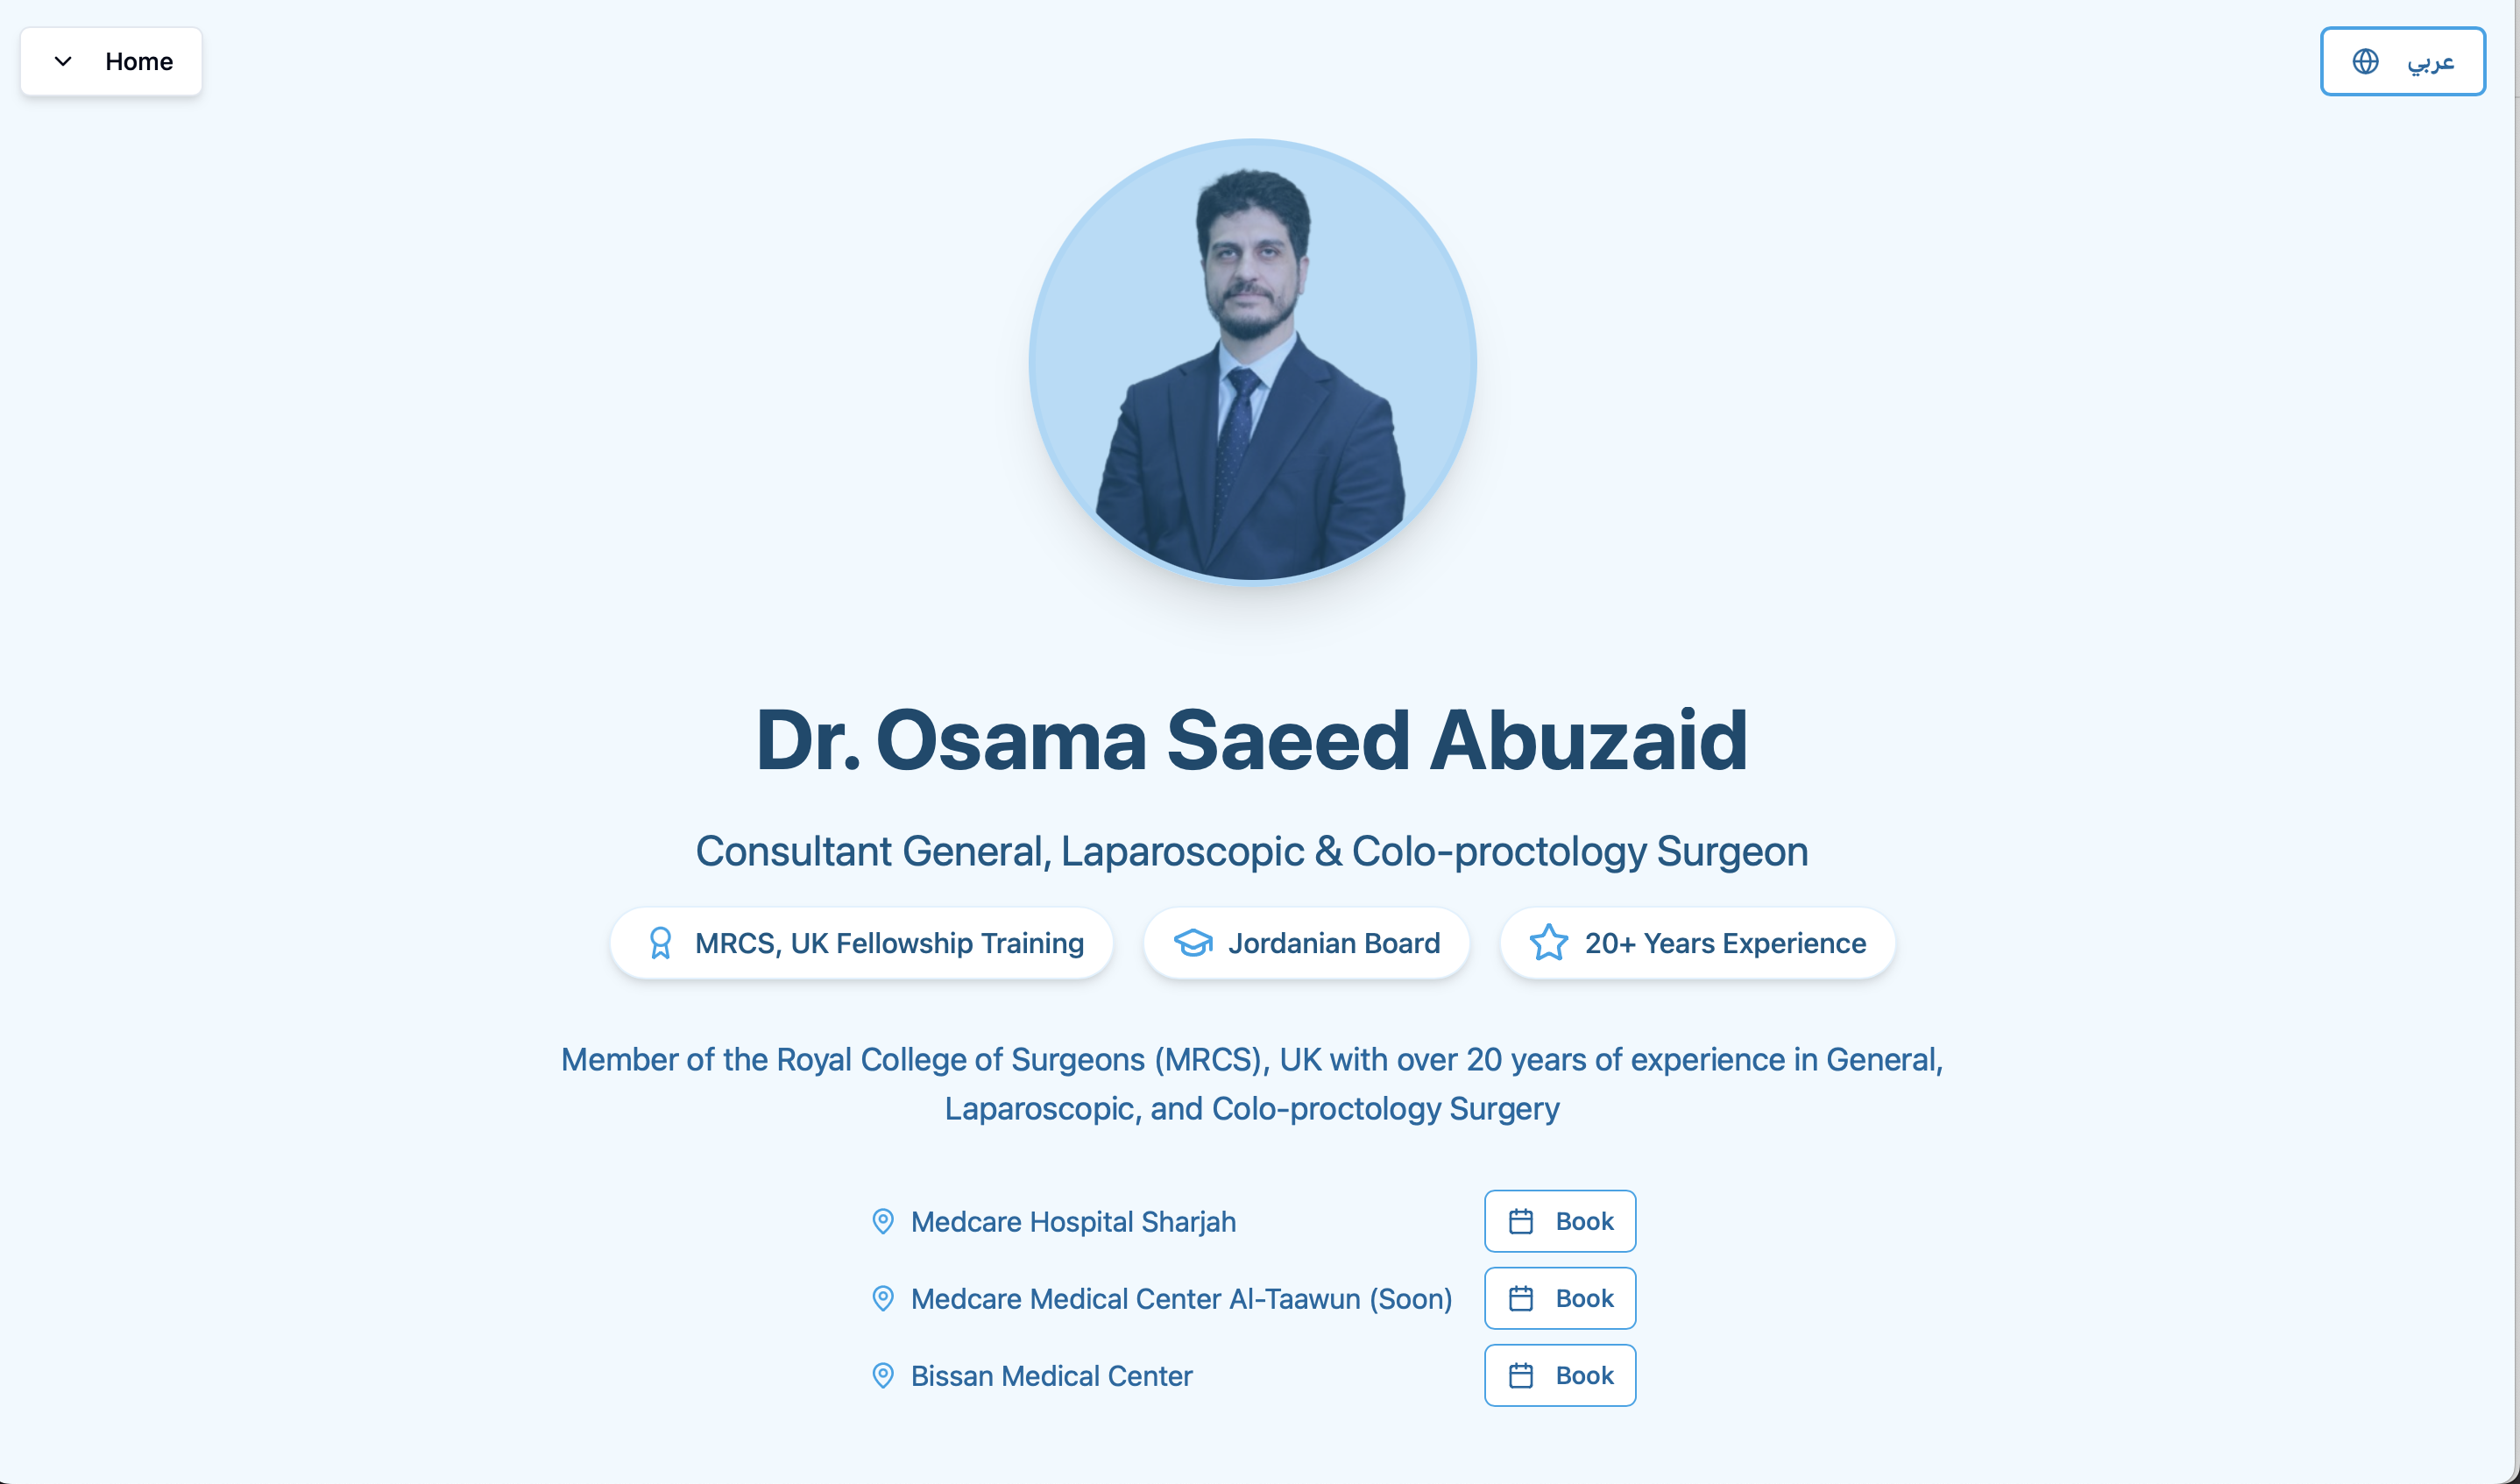 Home
عربي
Dr. Osama Saeed Abuzaid
Consultant General, Laparoscopic & Colo-proctology Surgeon
MRCS, UK Fellowship Training
Jordanian Board
20+ Years Experience
Member of the Royal College of Surgeons (MRCS), UK with over 20 years of experience in General,
Laparoscopic, and Colo-proctology Surgery
Medcare Hospital Sharjah
Book
Medcare Medical Center Al-Taawun (Soon)
Book
Bissan Medical Center
Book